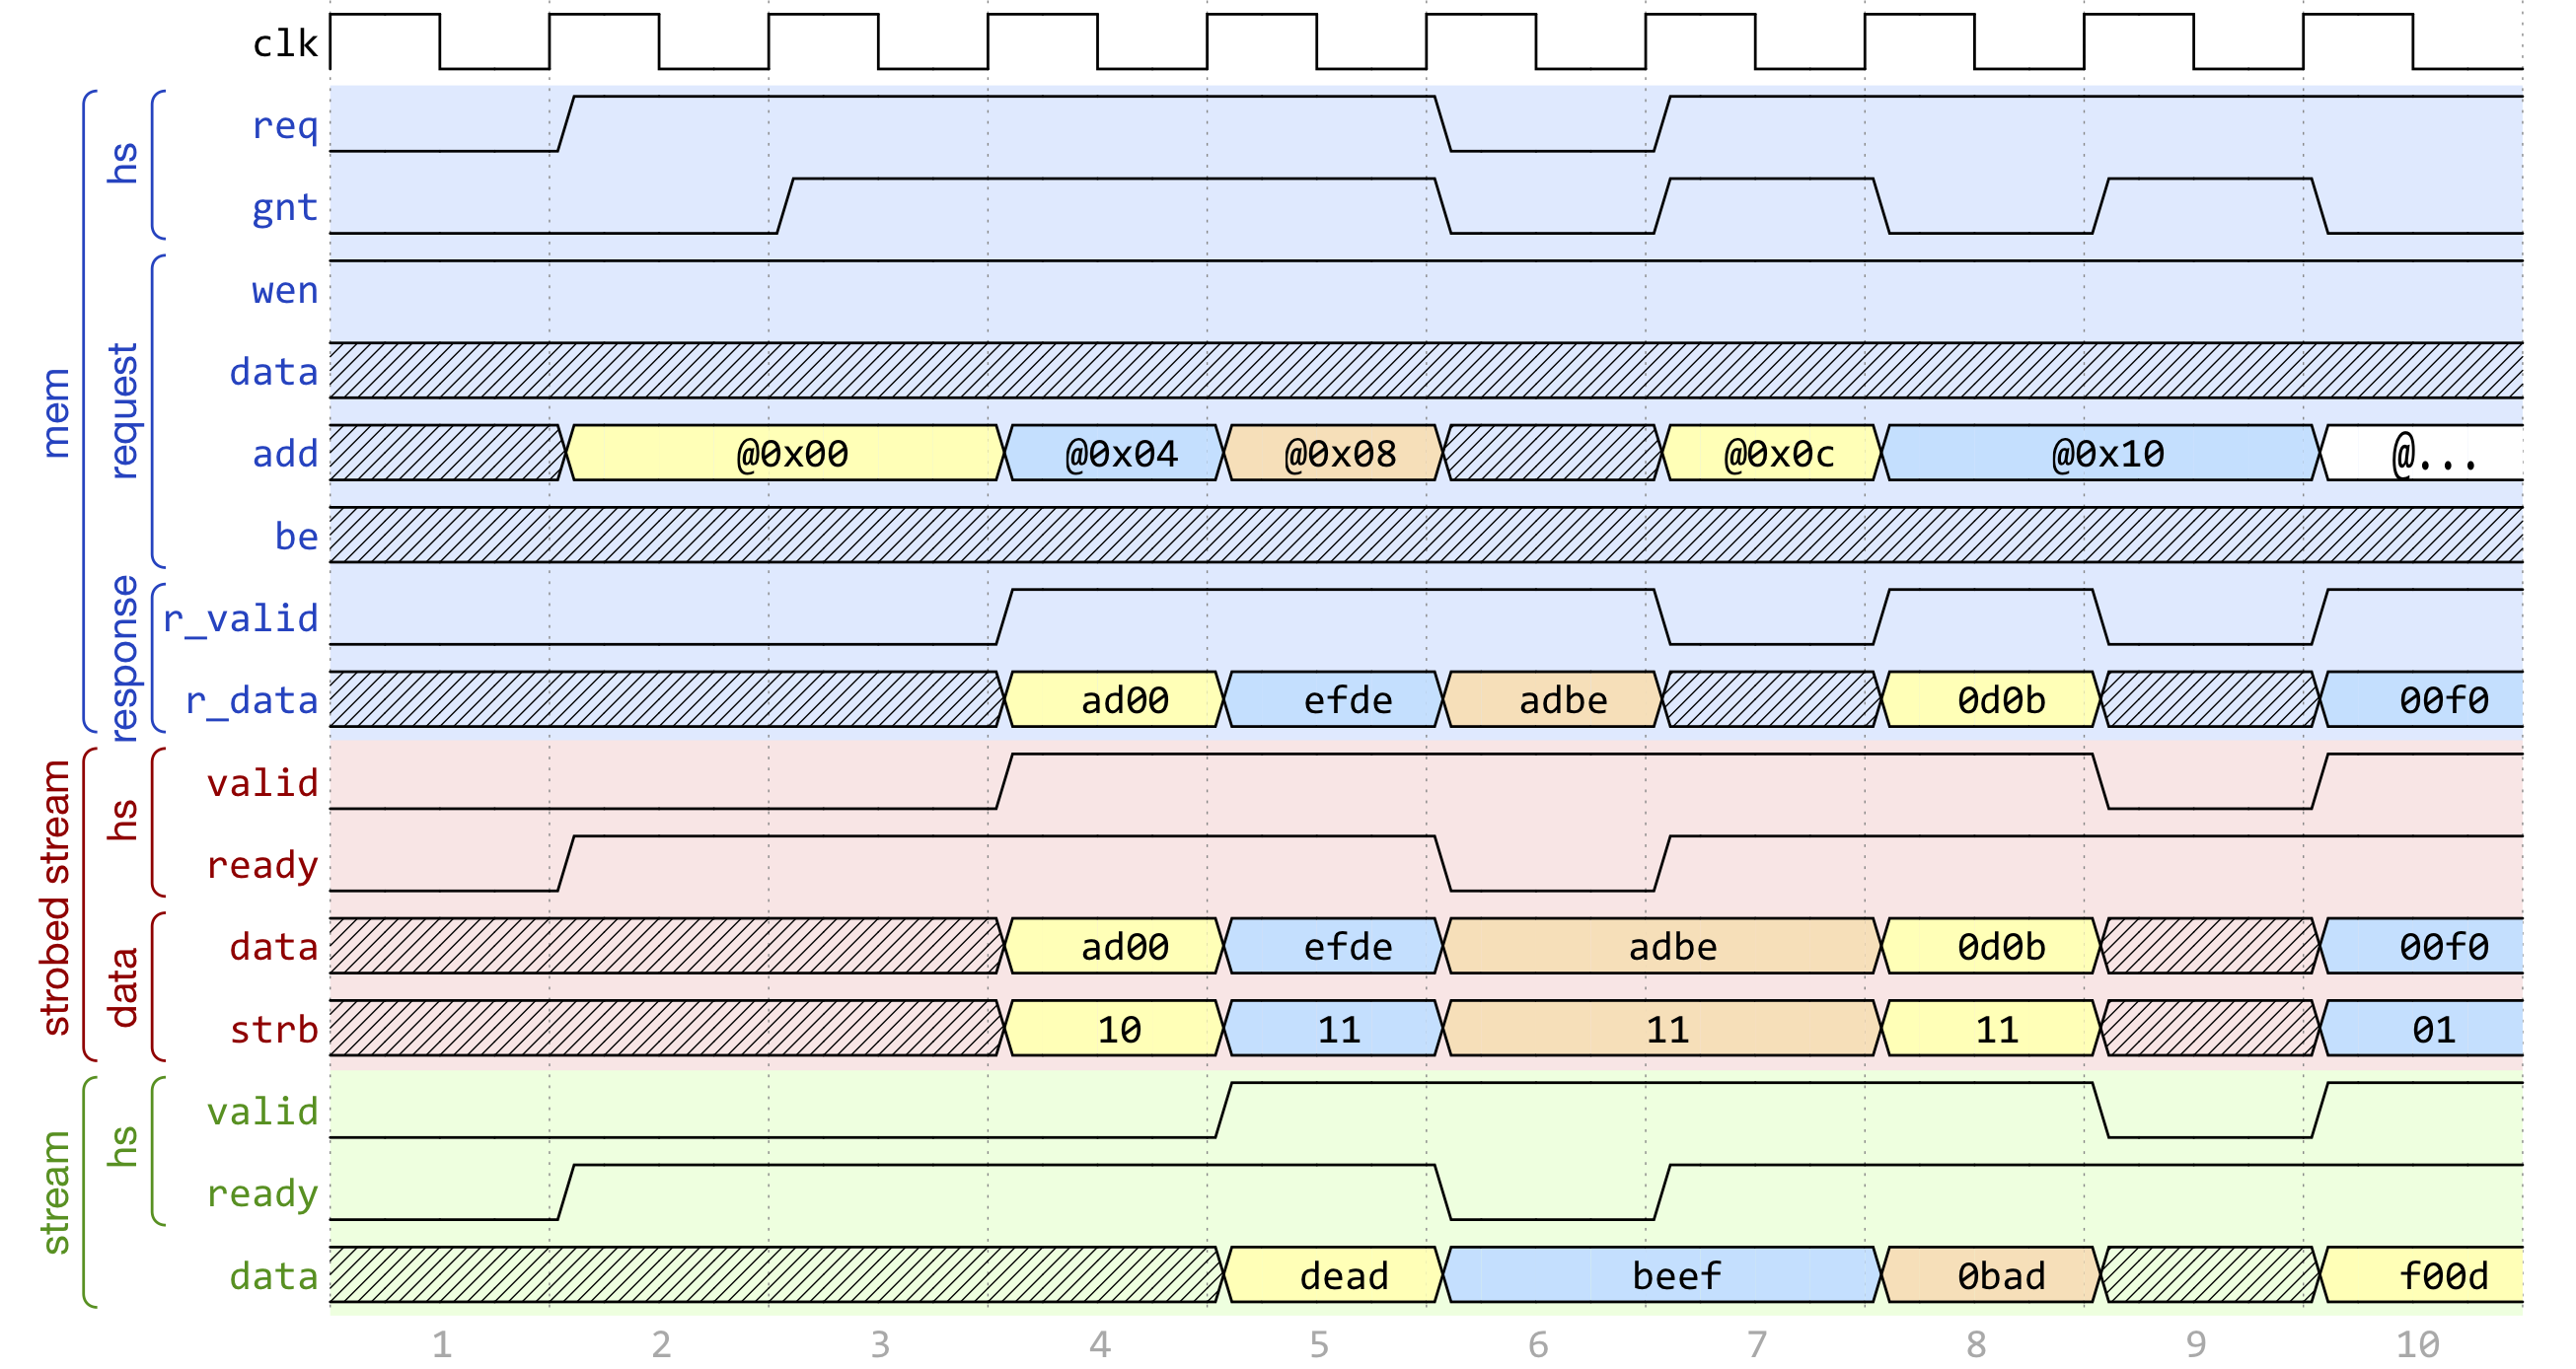 clk
mem
hs
req
gnt
request
wen
data
add @0x00 @0x04 @0x08 @0x0c @0x10 @...
be
response
r_valid
r_data ad00 efde adbe 0d0b 00f0
strobed stream
hs
valid
ready
data
data ad00 efde adbe 0d0b 00f0
strb 10 11 11 11 01
stream
hs
valid
ready
data dead beef 0bad f00d
1 2 3 4 5 6 7 8 9 10